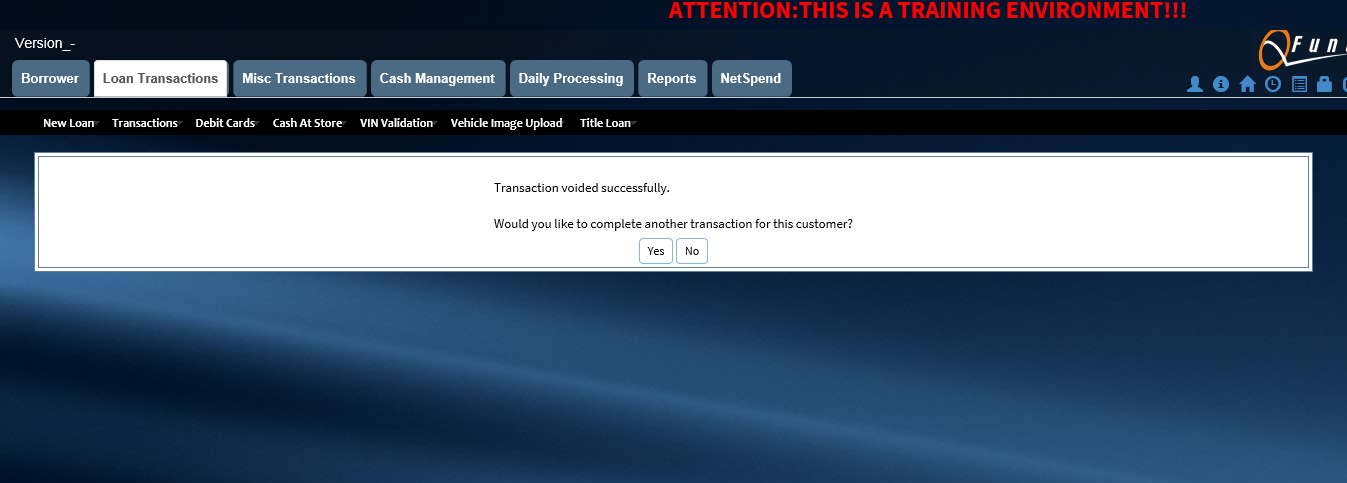 ATTENTION:THIS IS A TRAINING ENVIRONMENT!!!
Version_-
Fun
Borrower Loan Transactions Misc Transactions Cash Management Daily Processing Reports NetSpend
New Loan Transactions Debit Cards Cash At Store VIN Validation Vehicle Image Upload Title Loan
Transaction voided successfully.
Would you like to complete another transaction for this customer?
Yes No